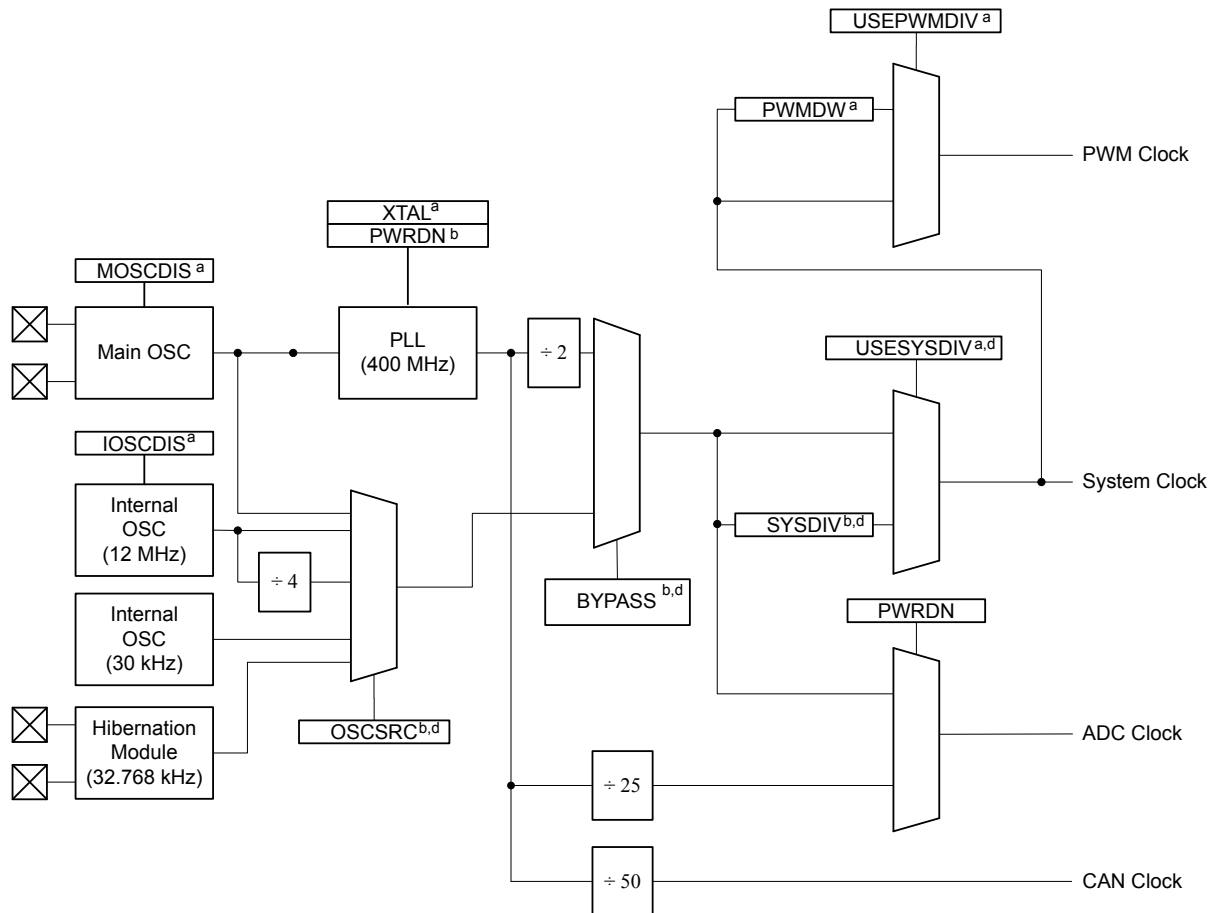 USEPWMDIV a
PWMDW a
PWM Clock
XTAL a
PWRDN b
MOSCDIS a
Main OSC
PLL
(400 MHz)
÷ 2
USESYSDIV a,d
IOSCDIS a
Internal
OSC
(12 MHz)
÷ 4
System Clock
SYSDIV b,d
BYPASS b,d
PWRDN
Internal
OSC
(30 kHz)
Hibernation
Module
(32.768 kHz)
OSCSRC b,d
ADC Clock
÷ 25
÷ 50
CAN Clock